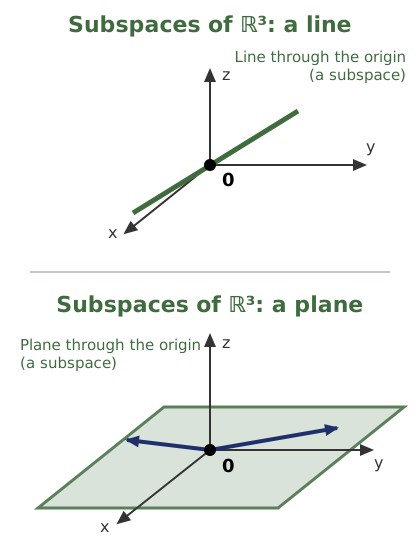 Subspaces of ℝ³: a line
Line through the origin
(a subspace)
z
y
0
x
Subspaces of ℝ³: a plane
Plane through the origin
(a subspace)
z
0
y
x